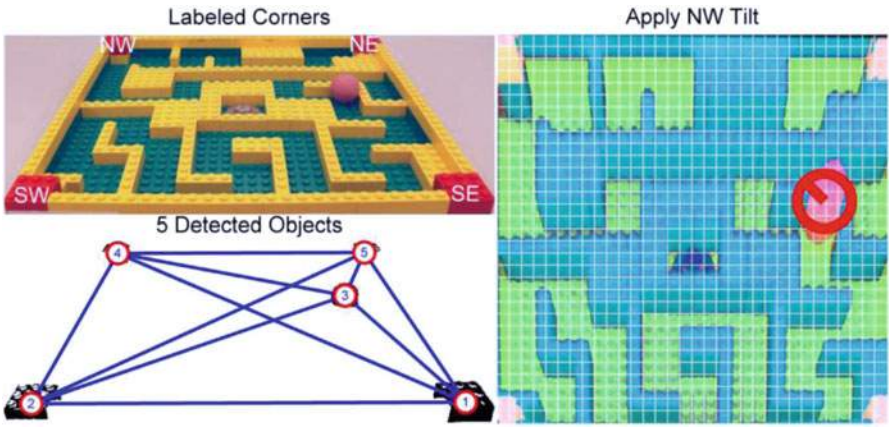 Labeled Corners
NW
NE
SW
SE
5 Detected Objects
4
5
3
2
1
Apply NW Tilt